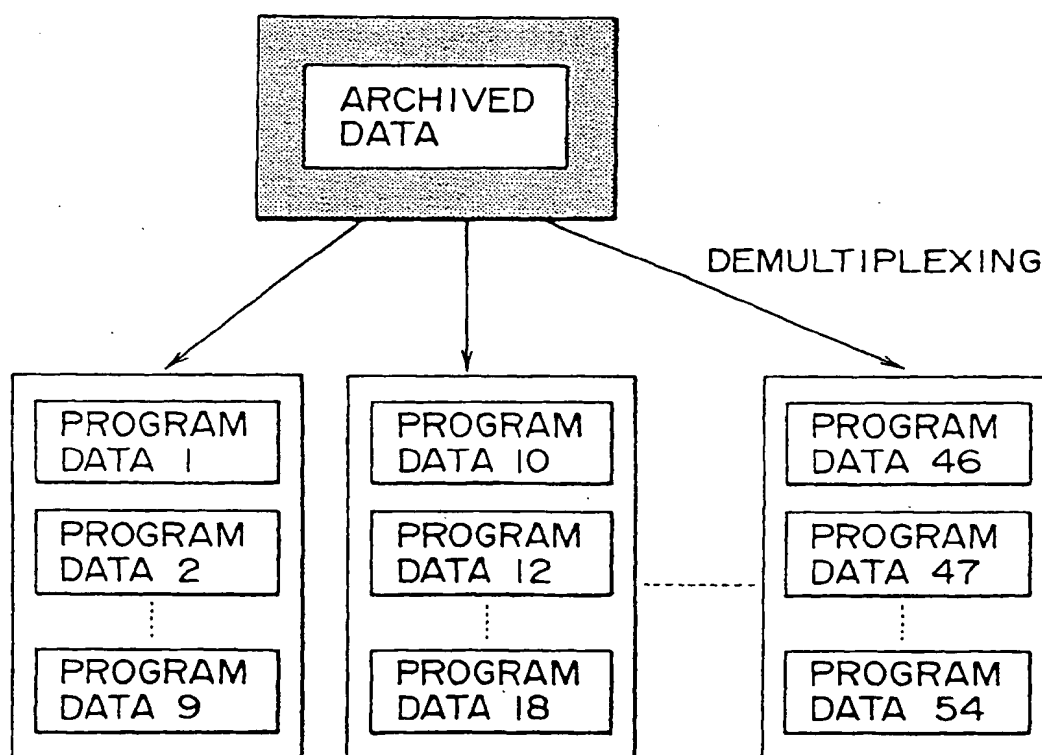 ARCHIVED
DATA
DEMULTIPLEXING
PROGRAM
DATA 1
PROGRAM
DATA 2
PROGRAM
DATA 9
PROGRAM
DATA 10
PROGRAM
DATA 12
PROGRAM
DATA 18
PROGRAM
DATA 46
PROGRAM
DATA 47
PROGRAM
DATA 54